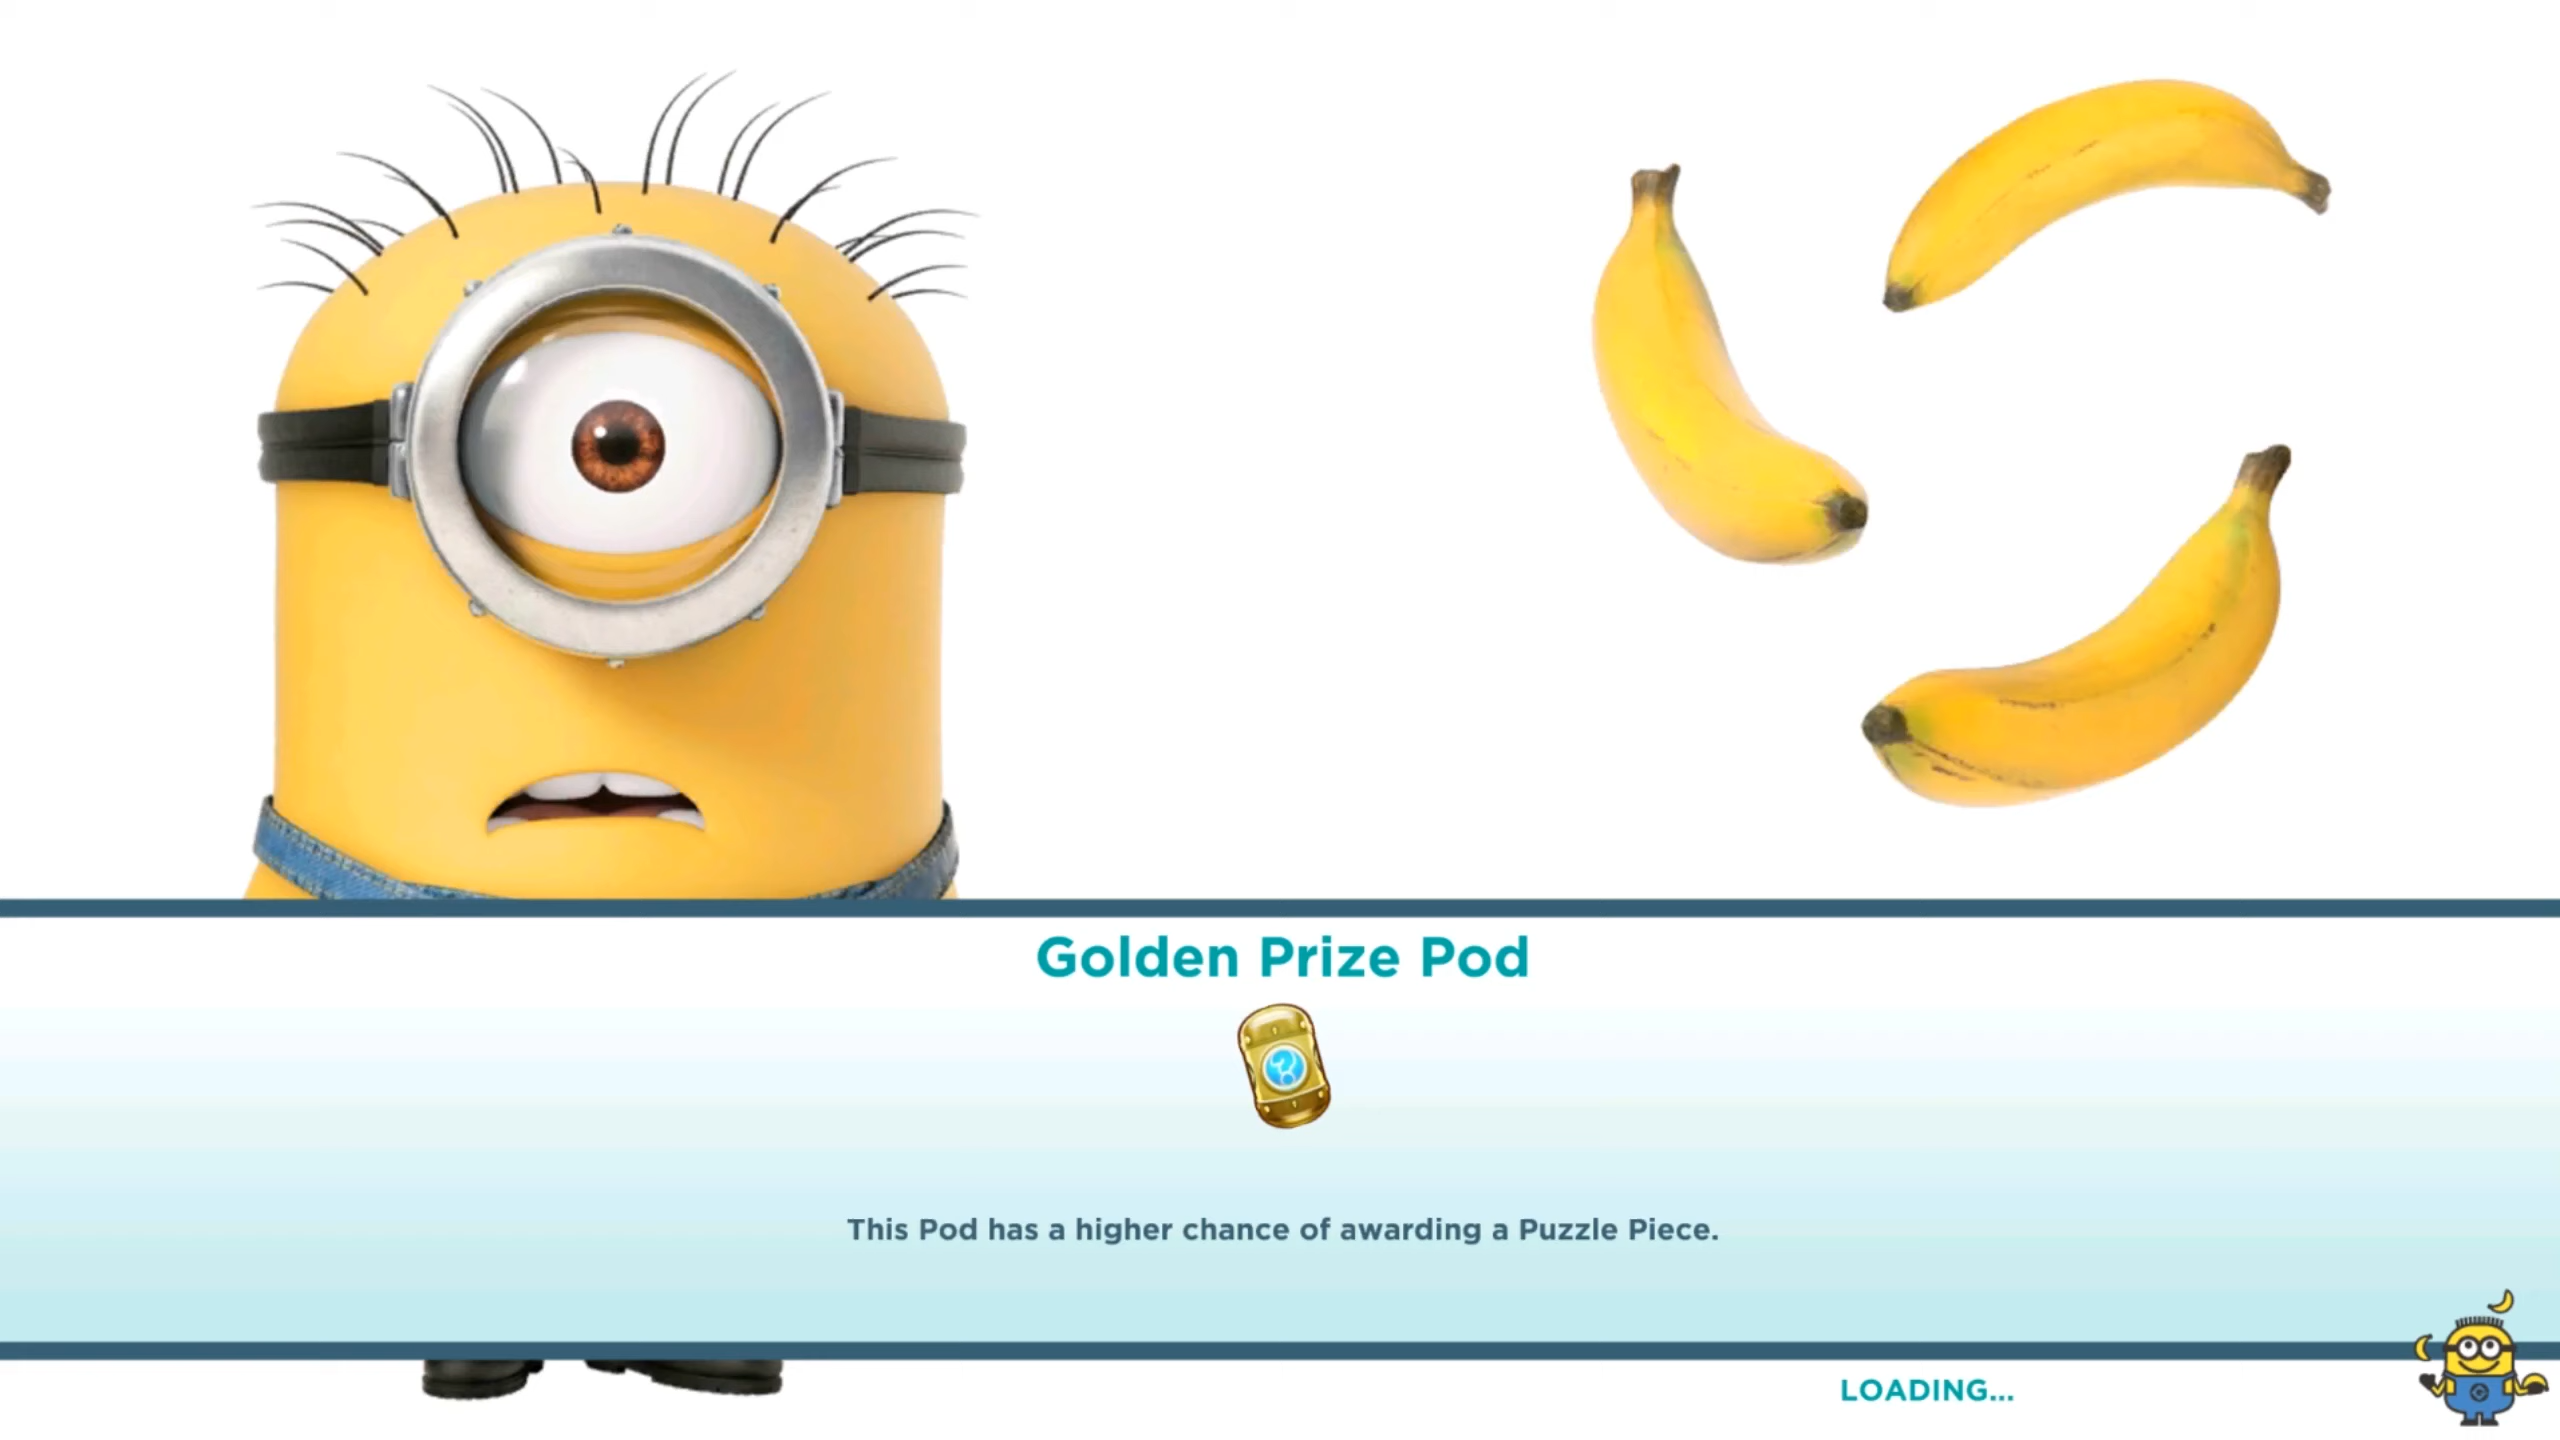 Golden Prize Pod
This Pod has a higher chance of awarding a Puzzle Piece.
LOADING...